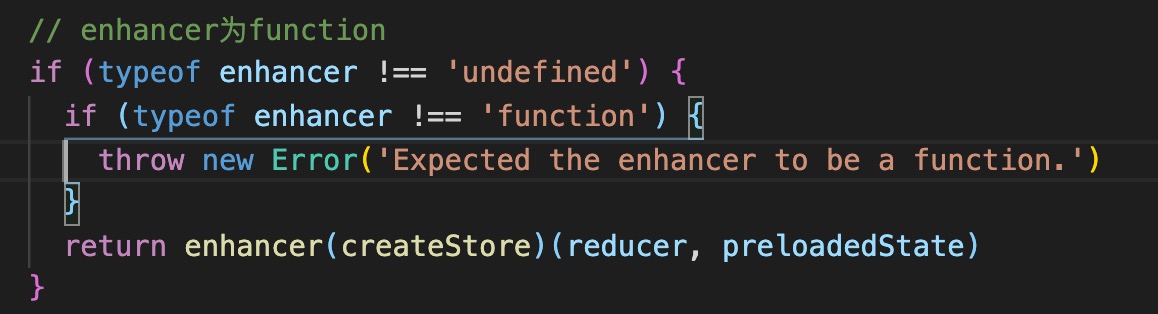 // enhancer为function
if (typeof enhancer !== 'undefined') {
if (typeof enhancer !== 'function') {
throw new Error('Expected the enhancer to be a function.')
}
return enhancer(createStore)(reducer, preloadedState)
}